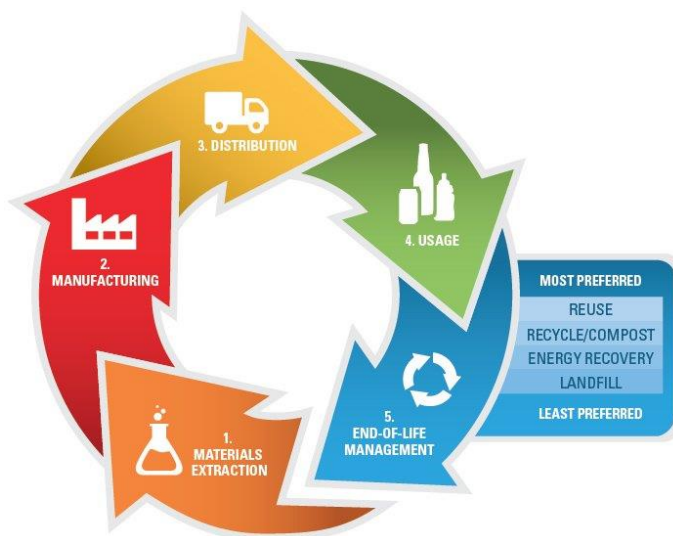 3. DISTRIBUTION
4. USAGE
2.
MANUFACTURING
MOST PREFERRED
REUSE
RECYCLE/COMPOST
ENERGY RECOVERY
LANDFILL
LEAST PREFERRED
5.
END-OF-LIFE
MANAGEMENT
1.
MATERIALS
EXTRACTION